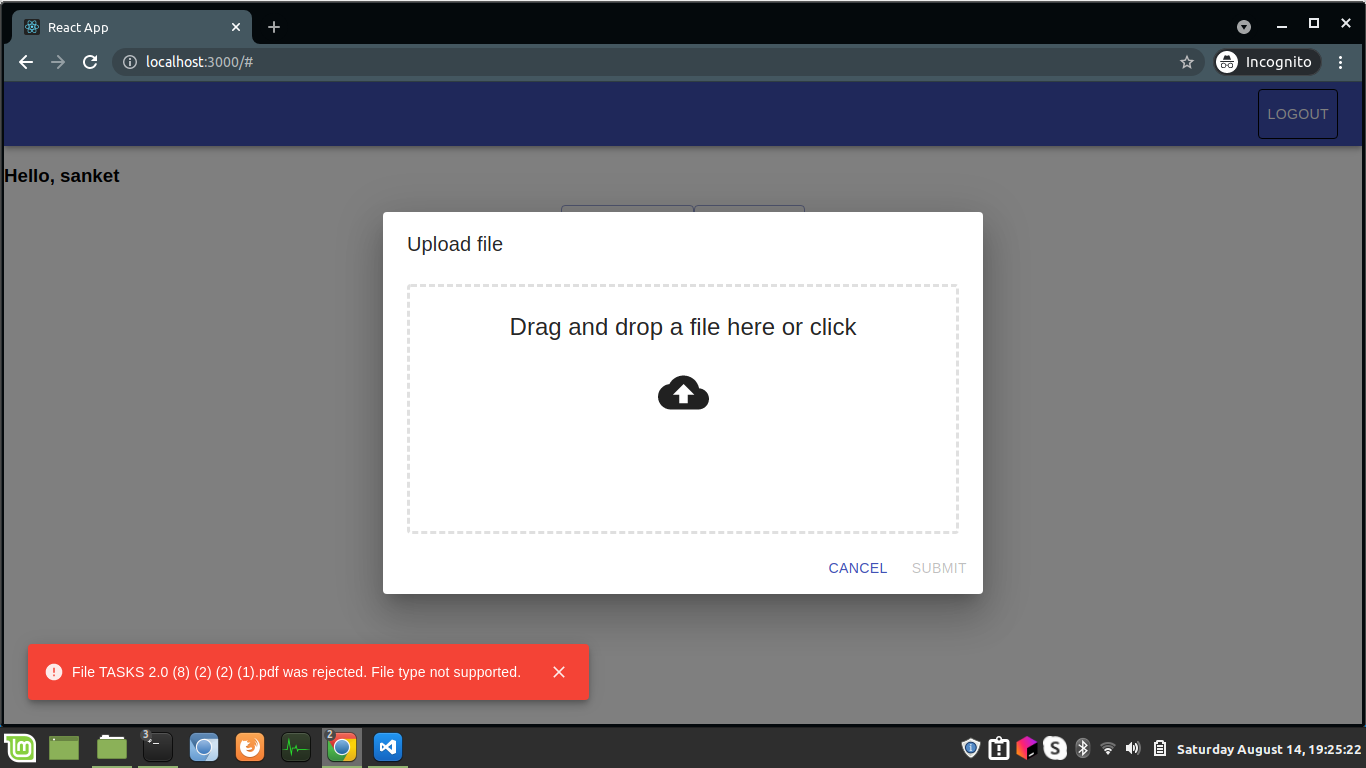 React App
localhost:3000/#
Incognito
LOGOUT
Hello, sanket
Upload file
Drag and drop a file here or click
CANCEL SUBMIT
File TASKS 2.0 (8) (2) (2) (1).pdf was rejected. File type not supported.
3
2
S
Saturday August 14, 19:25:22